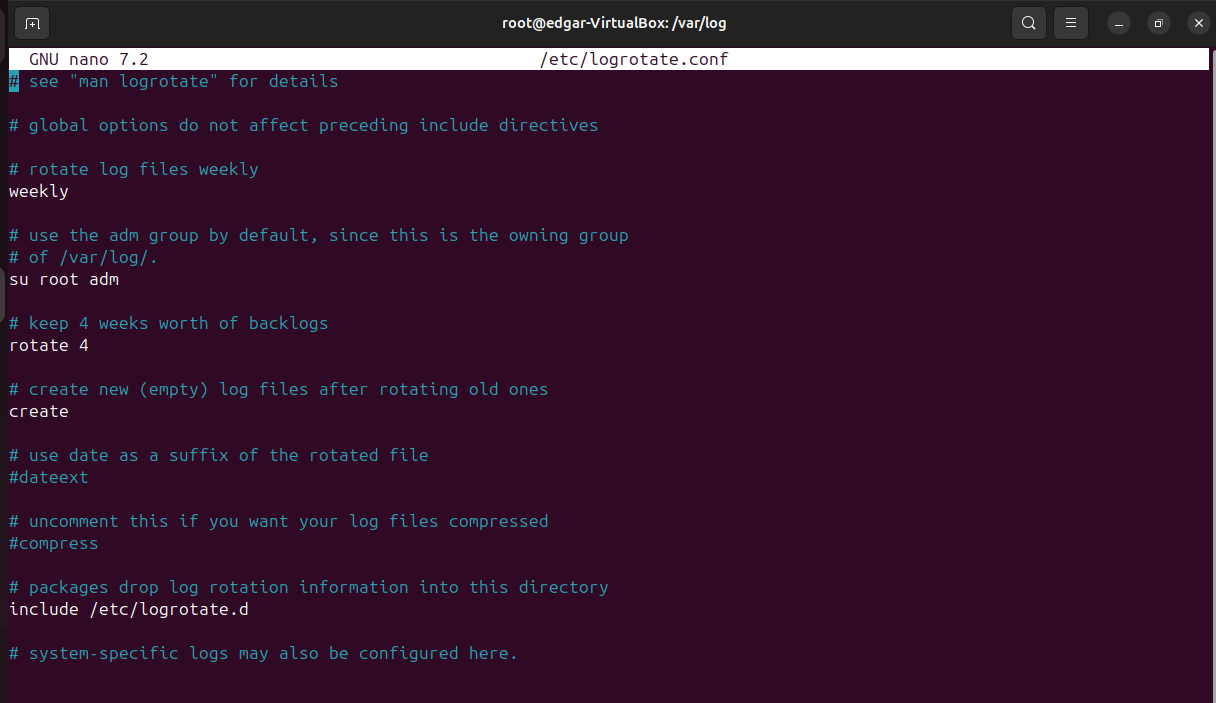 root@edgar-VirtualBox: /var/log
GNU nano 7.2 /etc/logrotate.conf
# see "man logrotate" for details
# global options do not affect preceding include directives
# rotate log files weekly
weekly
# use the adm group by default, since this is the owning group
# of /var/log/.
su root adm
# keep 4 weeks worth of backlogs
rotate 4
# create new (empty) log files after rotating old ones
create
# use date as a suffix of the rotated file
#dateext
# uncomment this if you want your log files compressed
#compress
# packages drop log rotation information into this directory
include /etc/logrotate.d
# system-specific logs may also be configured here.